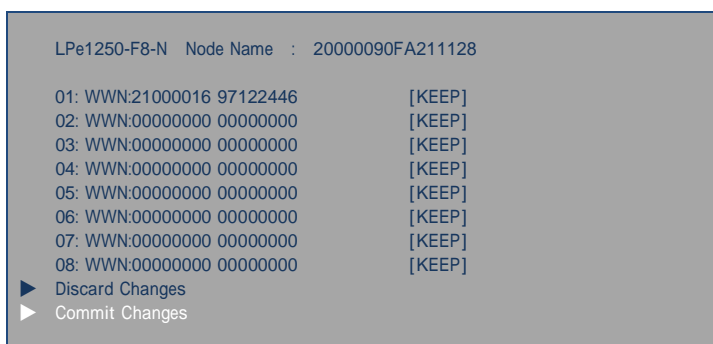 LPe1250-F8-N Node Name : 20000090FA211128
01: WWN:21000016 97122446 [KEEP]
02: WWN:00000000 00000000 [KEEP]
03: WWN:00000000 00000000 [KEEP]
04: WWN:00000000 00000000 [KEEP]
05: WWN:00000000 00000000 [KEEP]
06: WWN:00000000 00000000 [KEEP]
07: WWN:00000000 00000000 [KEEP]
08: WWN:00000000 00000000 [KEEP]
Discard Changes
Commit Changes